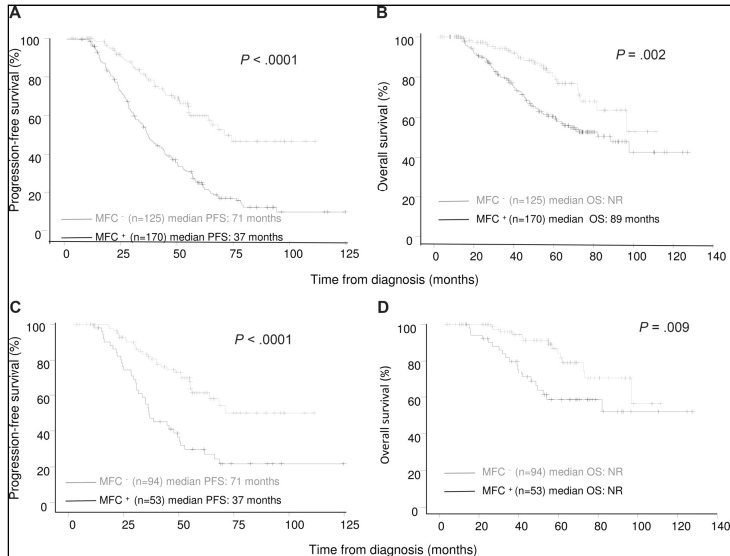 A
P < .0001
Progression-free survival (%)
100
80
60
40
20
0
MFC - (n=125) median PFS: 71 months
MFC + (n=170) median PFS: 37 months
0 25 50 75 100 125
B
P = .002
Overall survival (%)
100
80
60
40
20
0
MFC - (n=125) median OS: NR
MFC + (n=170) median OS: 89 months
0 20 40 60 80 100 120 140
Time from diagnosis (months)
C
P < .0001
Progression-free survival (%)
100
80
60
40
20
0
MFC - (n=94) median PFS: 71 months
MFC + (n=53) median PFS: 37 months
0 25 50 75 100 125
Time from diagnosis (months)
D
P = .009
Overall survival (%)
100
80
60
40
20
0
MFC - (n=94) median OS: NR
MFC + (n=53) median OS: NR
0 20 40 60 80 100 120 140
Time from diagnosis (months)